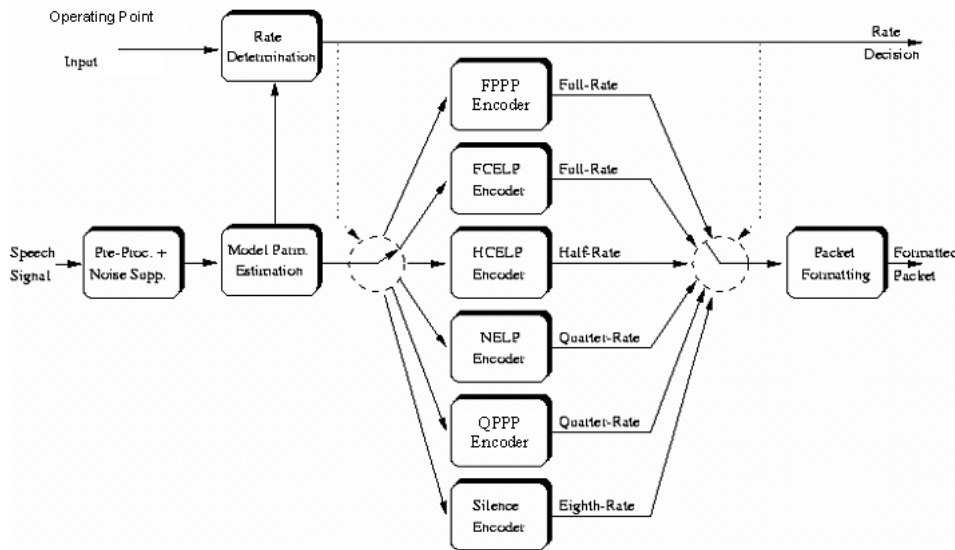 Operating Point
Input
Rate
Determination
Rate
Decision
FPPP
Encoder
Full-Rate
FCELP
Encoder
Full-Rate
Speech
Signal
Pre-Proc. +
Noise Supp.
Model Parm.
Estimation
HCELP
Encoder
Half-Rate
Packet
Formatting
Formatted
Packet
NELP
Encoder
Quarter-Rate
QPPP
Encoder
Quarter-Rate
Silence
Encoder
Eighth-Rate